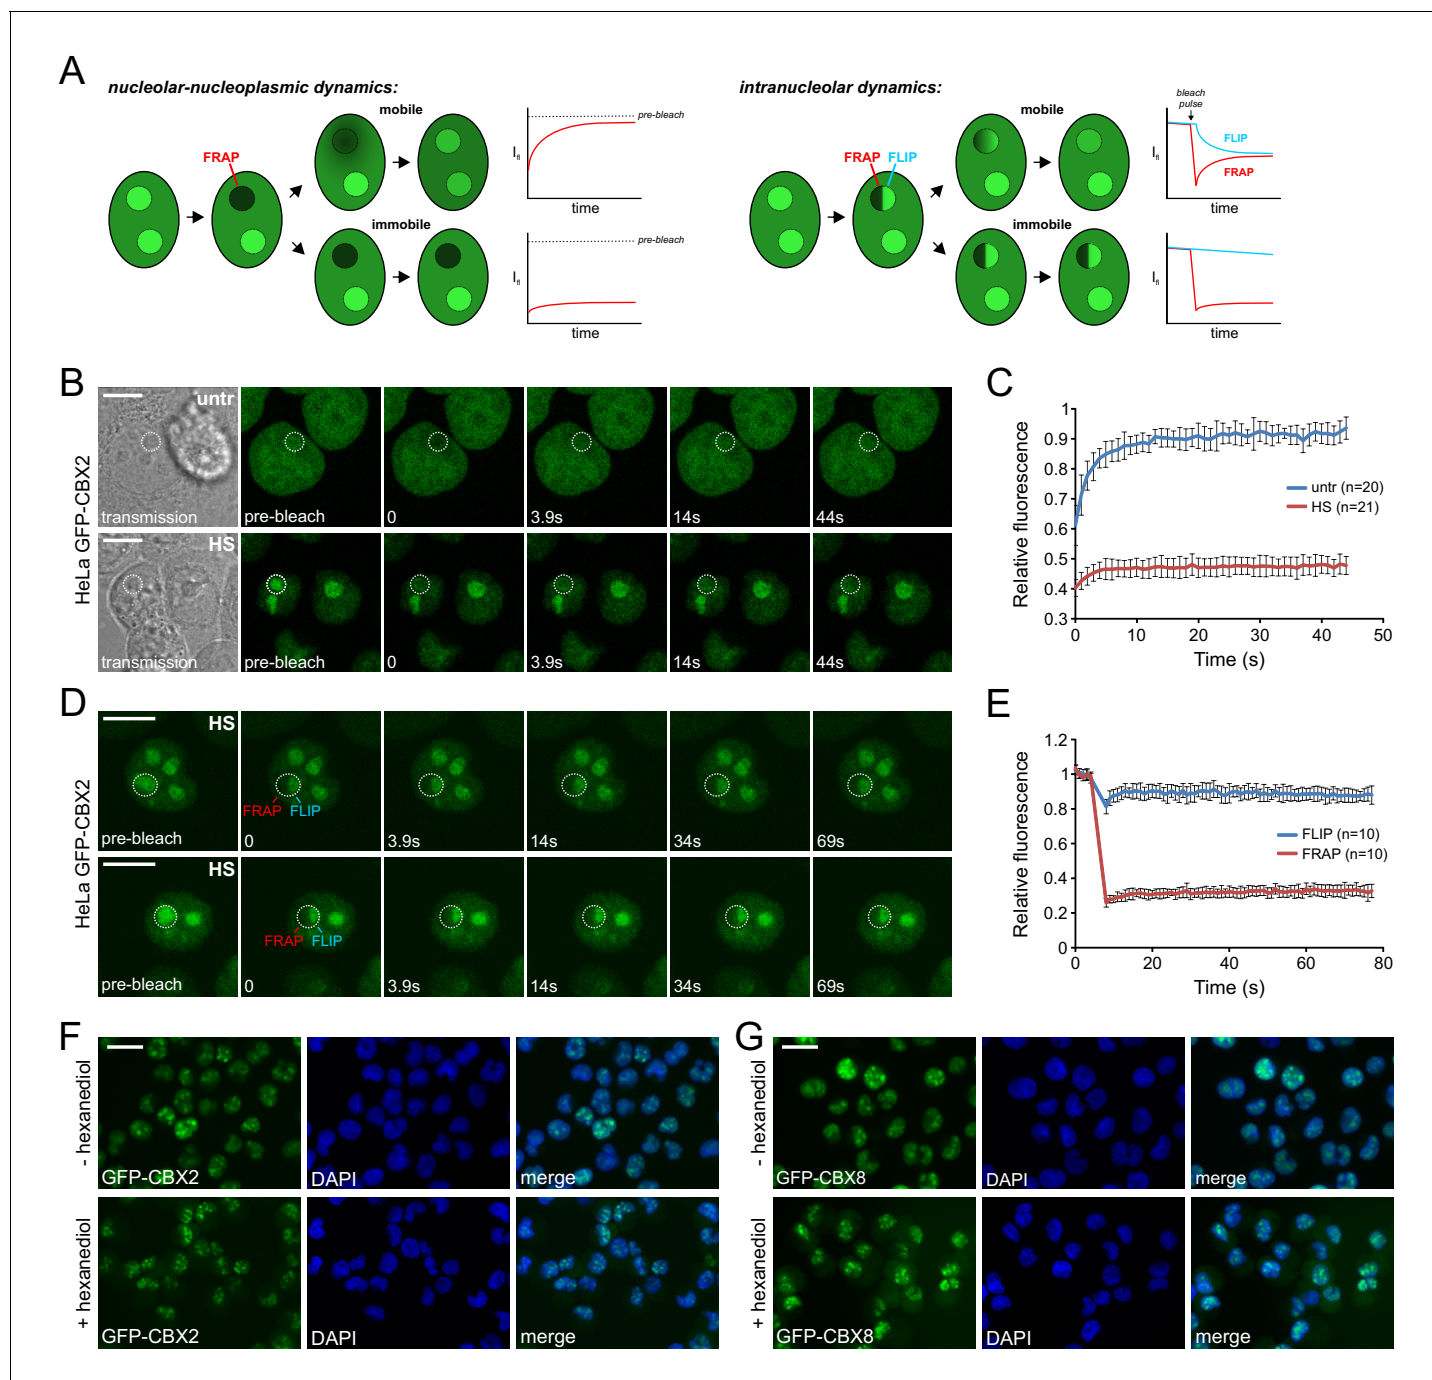 A
nucleolar-nucleoplasmic dynamics:
mobile
FRAP
immobile
pre-bleach
Ifl
time
pre-bleach
Ifl
time
intranucleolar dynamics:
mobile
FRAP FLIP
immobile
bleach
pulse
FLIP
FRAP
Ifl
time
Ifl
time
B
HeLa GFP-CBX2
untr
transmission
pre-bleach
0
3.9s
14s
44s
HS
transmission
pre-bleach
0
3.9s
14s
44s
C
Relative fluorescence
1
0.9
0.8
0.7
0.6
0.5
0.4
0.3
untr (n=20)
HS (n=21)
0 10 20 30 40 50
Time (s)
D
HeLa GFP-CBX2
HS
pre-bleach
FRAP FLIP
0
3.9s
14s
34s
69s
HS
pre-bleach
FRAP FLIP
0
3.9s
14s
34s
69s
E
Relative fluorescence
1.2
1
0.8
0.6
0.4
0.2
0
FLIP (n=10)
FRAP (n=10)
0 20 40 60 80
Time (s)
F
- hexanediol
GFP-CBX2
DAPI
merge
+ hexanediol
GFP-CBX2
DAPI
merge
G
- hexanediol
GFP-CBX8
DAPI
merge
+ hexanediol
GFP-CBX8
DAPI
merge